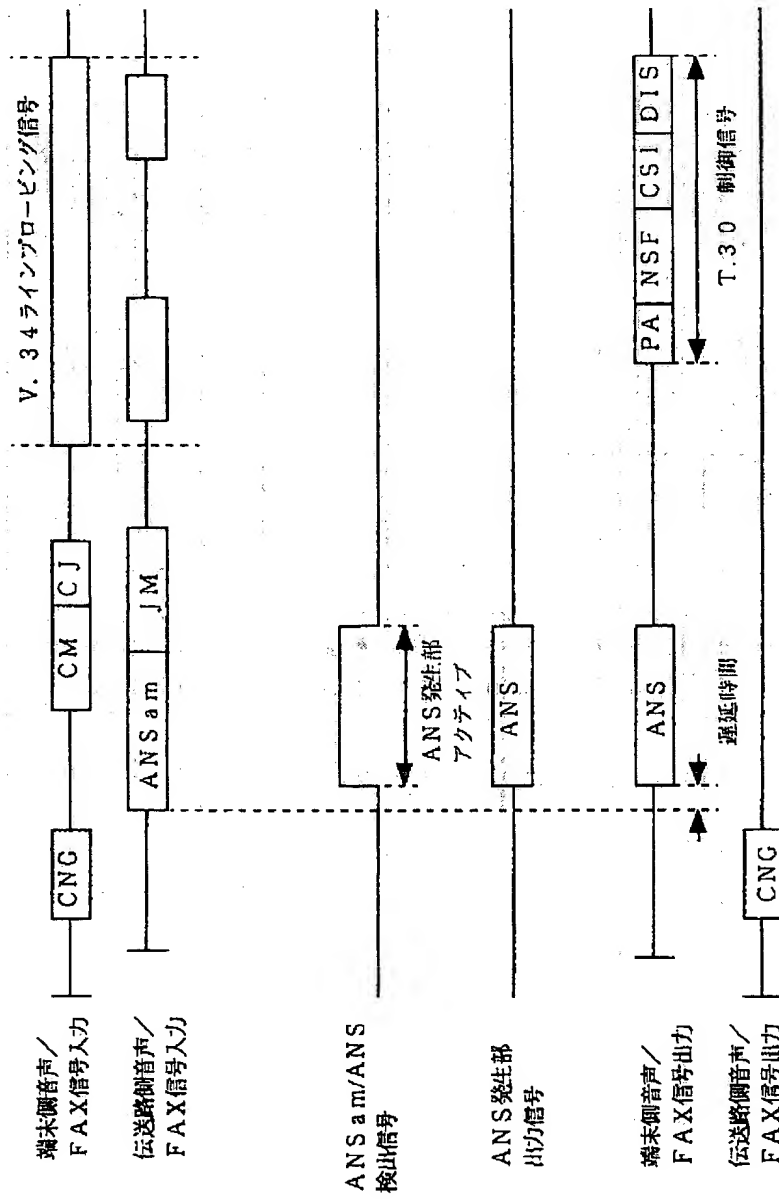 端末側音声／
FAX信号入力
CNG
CM
CJ
V.34ラインプロービング信号
伝送路側音声／
FAX信号入力
ANSam
JM
ANSam/ANS
検出信号
ANS発生部
アクティブ
ANS発生部
出力信号
ANS
端末側音声／
FAX信号出力
ANS
遅延時間
PA
NSF
CSI
DIS
T.30 制御信号
伝送路側音声／
FAX信号出力
CNG